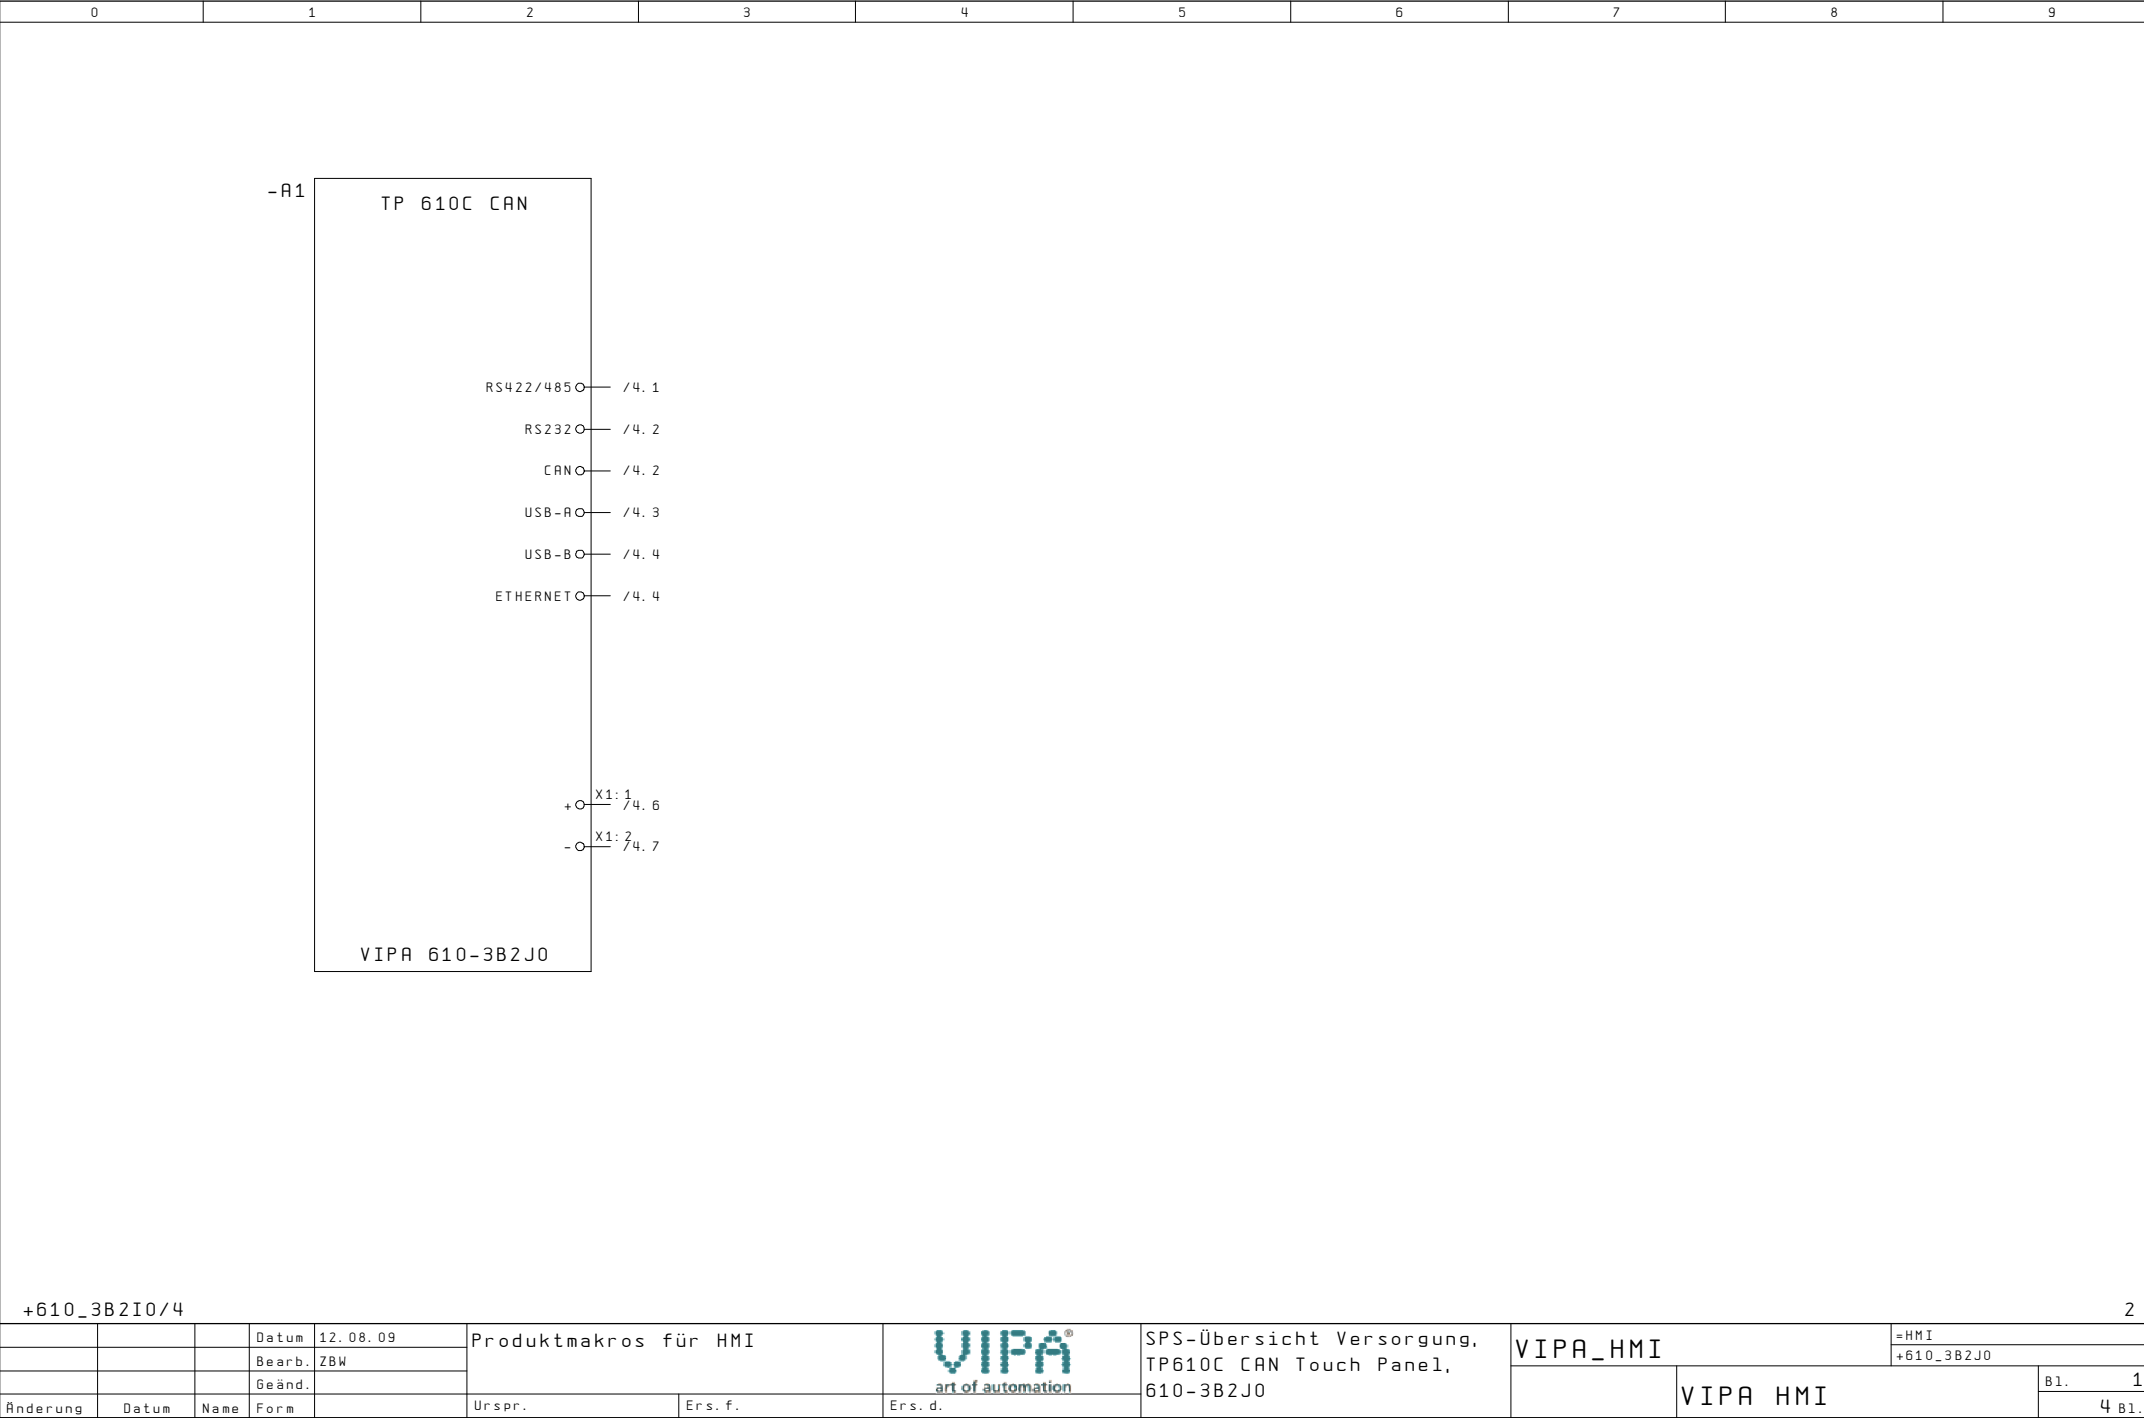 0 1 2 3 4 5 6 7 8 9
-A1
TP 610C CAN
RS422/485 /4.1
RS232 /4.2
CAN /4.2
USB-A /4.3
USB-B /4.4
ETHERNET /4.4
X1:1
+ /4.6
X1:2
- /4.7
VIPA 610-3B2J0
+610_3B2I0/4
2
Datum 12.08.09
Bearb. ZBW
Geänd.
Änderung Datum Name Form
Produktmakros für HMI
Urspr. Ers.f. Ers.d.
VIPA®
art of automation
SPS-Übersicht Versorgung,
TP610C CAN Touch Panel,
610-3B2J0
VIPA_HMI
=HMI
+610_3B2J0
VIPA HMI
Bl. 1
4 Bl.